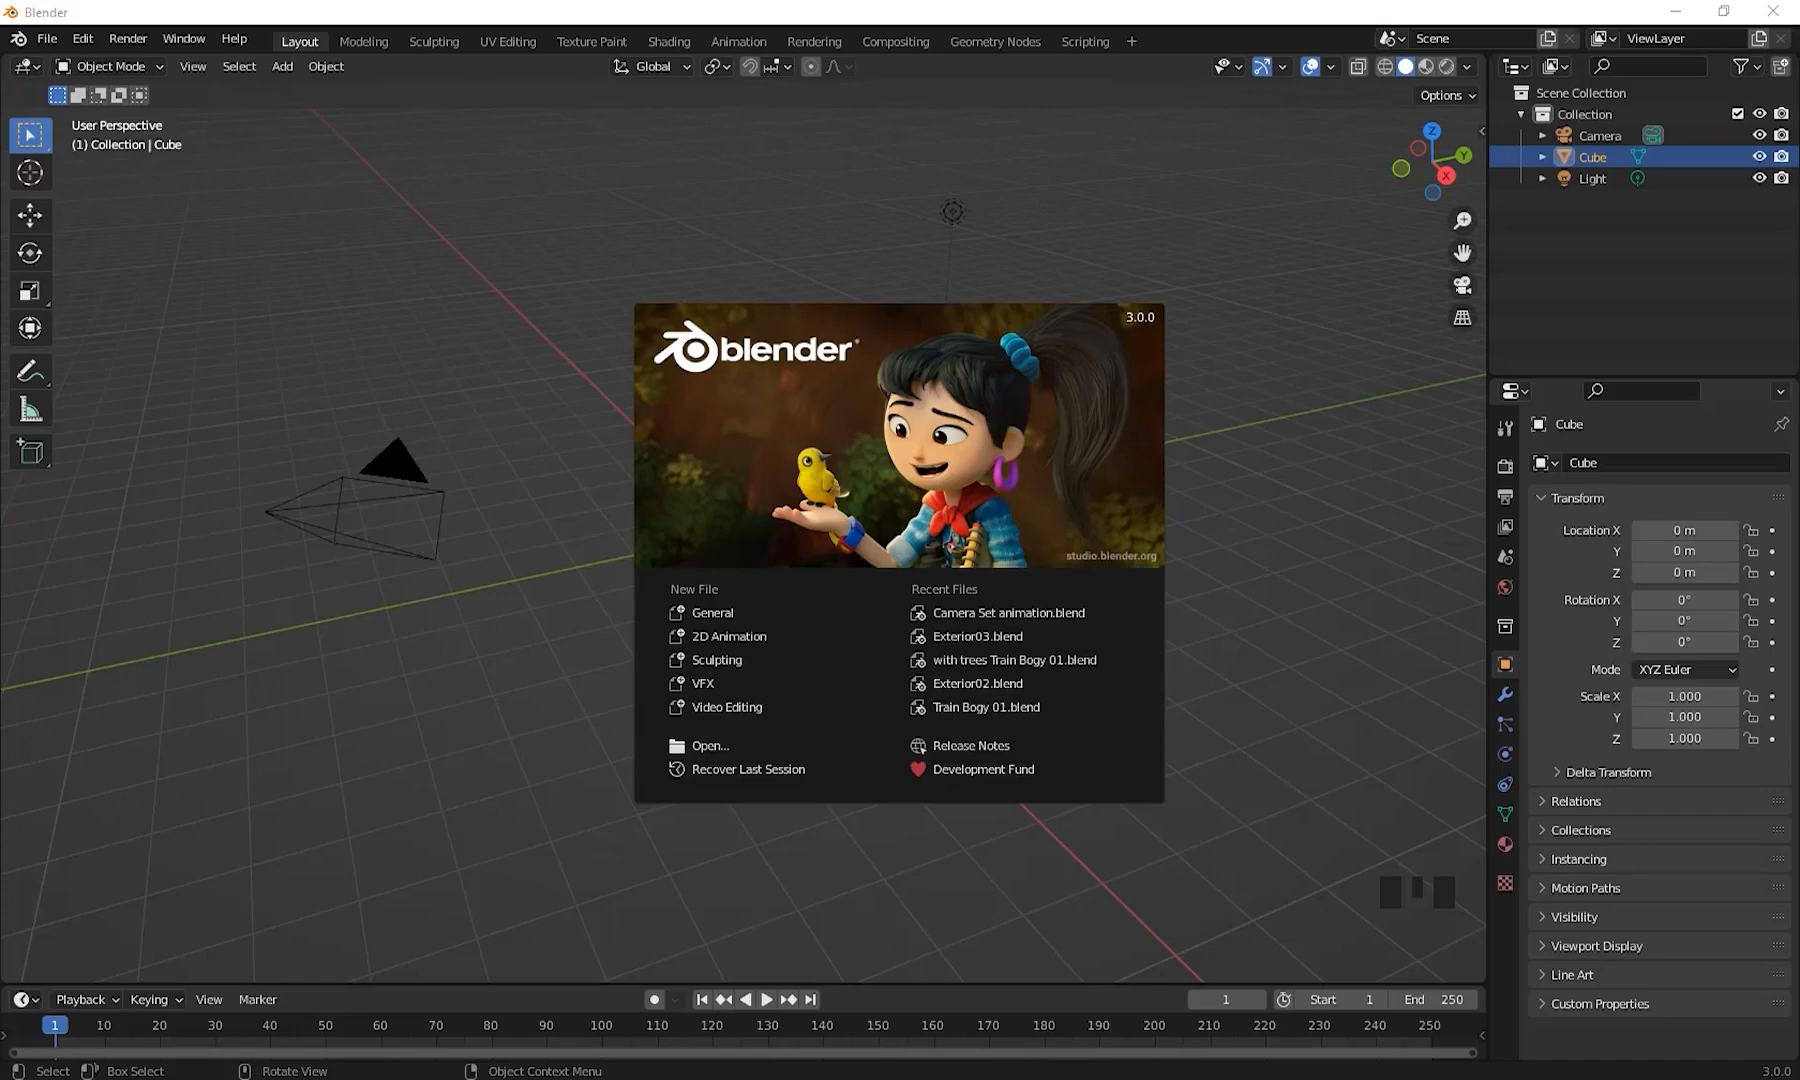 Blender
File Edit Render Window Help Layout Modeling Sculpting UV Editing Texture Paint Shading Animation Rendering Compositing Geometry Nodes Scripting + Scene ViewLayer
Object Mode View Select Add Object Global
Options
User Perspective
(1) Collection | Cube
Z
Y
X
Scene Collection
Collection
Camera
Cube
Light
blender
3.0.0
studio.blender.org
New File
General
2D Animation
Sculpting
VFX
Video Editing
Open...
Recover Last Session
Recent Files
Camera Set animation.blend
Exterior03.blend
with trees Train Bogy 01.blend
Exterior02.blend
Train Bogy 01.blend
Release Notes
Development Fund
Cube
Cube
Transform
Location X 0 m
Y 0 m
Z 0 m
Rotation X 0°
Y 0°
Z 0°
Mode XYZ Euler
Scale X 1.000
Y 1.000
Z 1.000
Delta Transform
Relations
Collections
Instancing
Motion Paths
Visibility
Viewport Display
Line Art
Custom Properties
Playback Keying View Marker 1 Start 1 End 250
1 10 20 30 40 50 60 70 80 90 100 110 120 130 140 150 160 170 180 190 200 210 220 230 240 250
Select Box Select Rotate View Object Context Menu 3.0.0